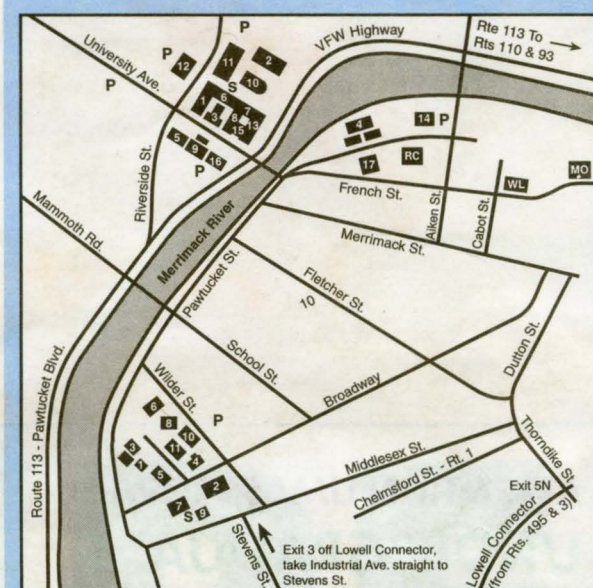 VFW Highway
Rte 113 To
Rts 110 & 93
University Ave.
P
P
P
12
11
2
10
S
1
6
3
8
7
13
15
5
9
16
P
4
14
P
17
RC
WL
MO
Riverside St.
French St.
Aiken St.
Cabot St.
Mammoth Rd.
Merrimack River
Merrimack St.
Pawtucket St.
Fletcher St.
10
School St.
Dutton St.
Broadway
Route 113 - Pawtucket Blvd.
Wilder St.
6
8
10
P
11
3
1
5
4
7
2
S
9
Middlesex St.
Chelmsford St. - Rt. 1
Thorndike St.
Exit 5N
Lowell Connector
(from Rts. 495 & 3)
Stevens St.
Exit 3 off Lowell Connector,
take Industrial Ave. straight to
Stevens St.